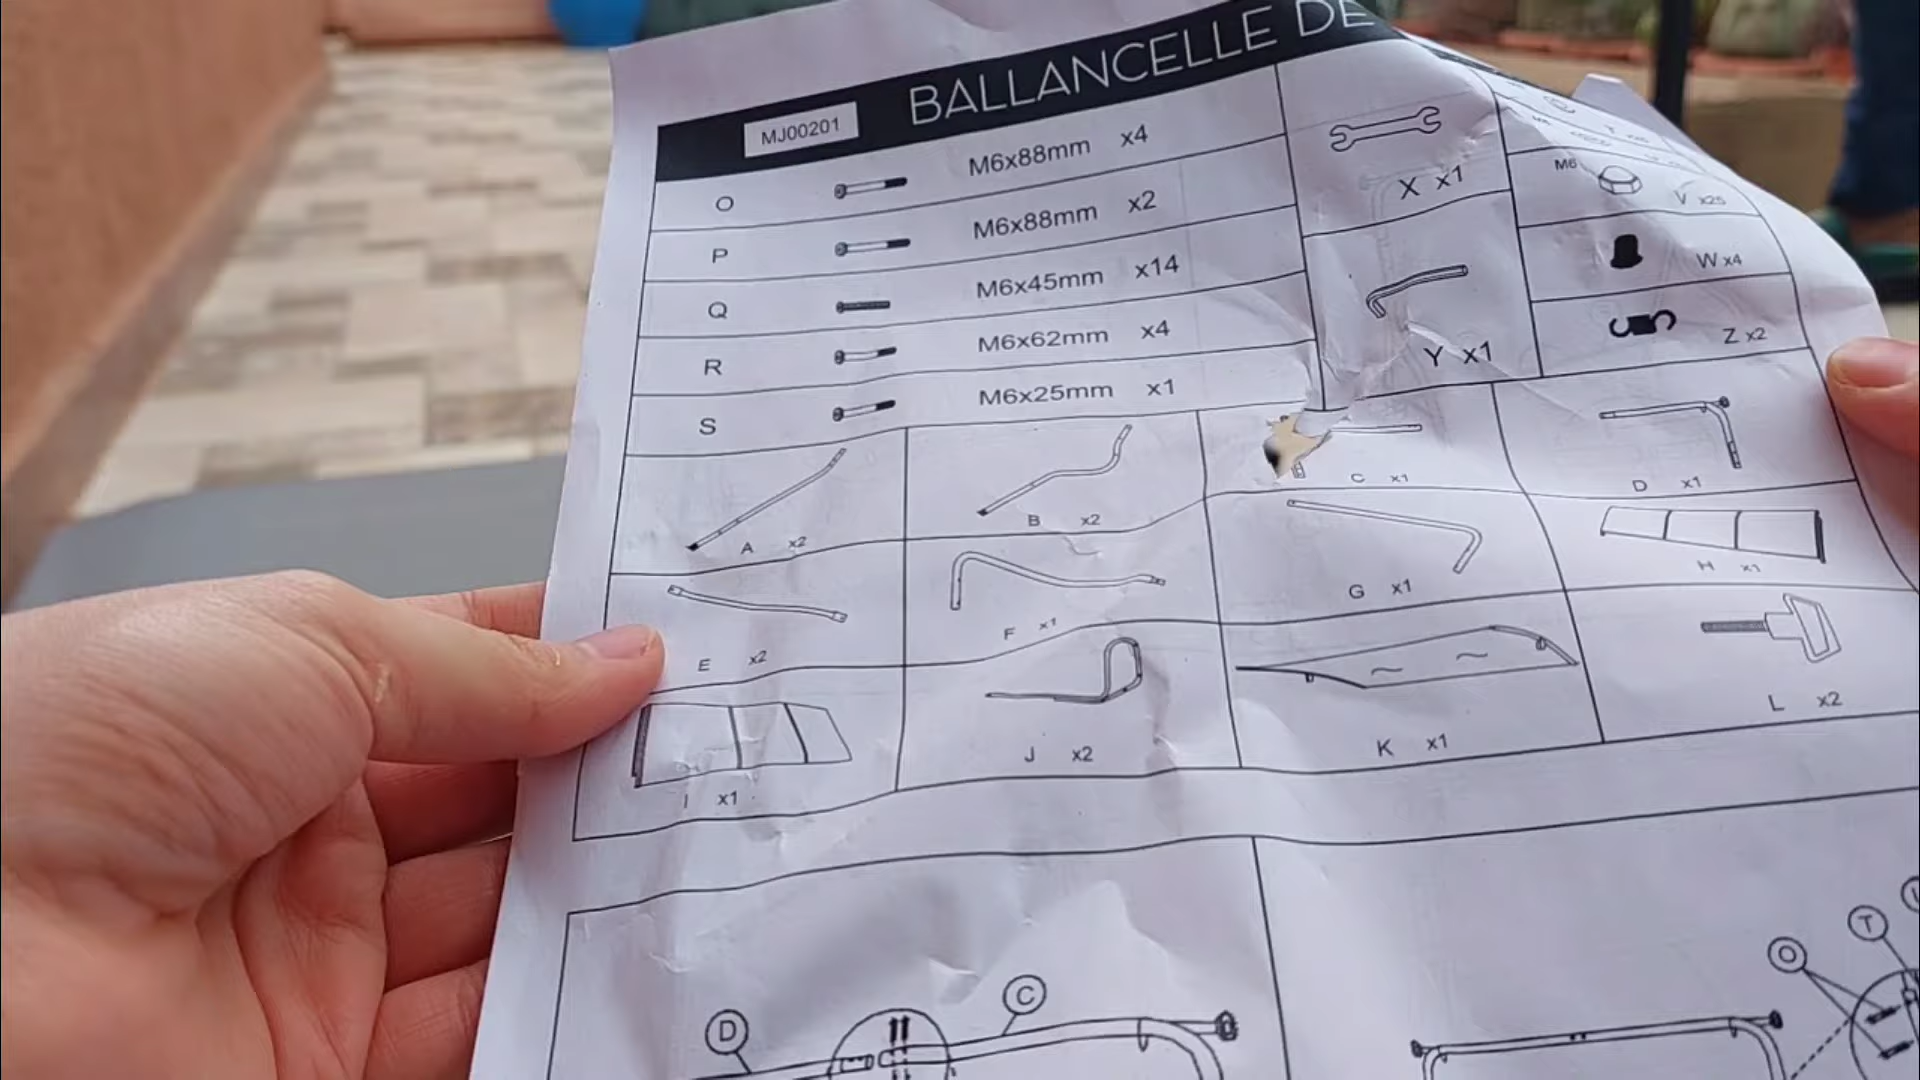 MJ00201 BALLANCELLE DE
O M6x88mm x4
P M6x88mm x2
Q M6x45mm x14
R M6x62mm x4
S M6x25mm x1
X x1
Y x1
M6 V x25
W x4
Z x2
A x2
B x2
C x1
D x1
E x2
F x1
G x1
H x1
I x1
J x2
K x1
L x2
D
C
O
T